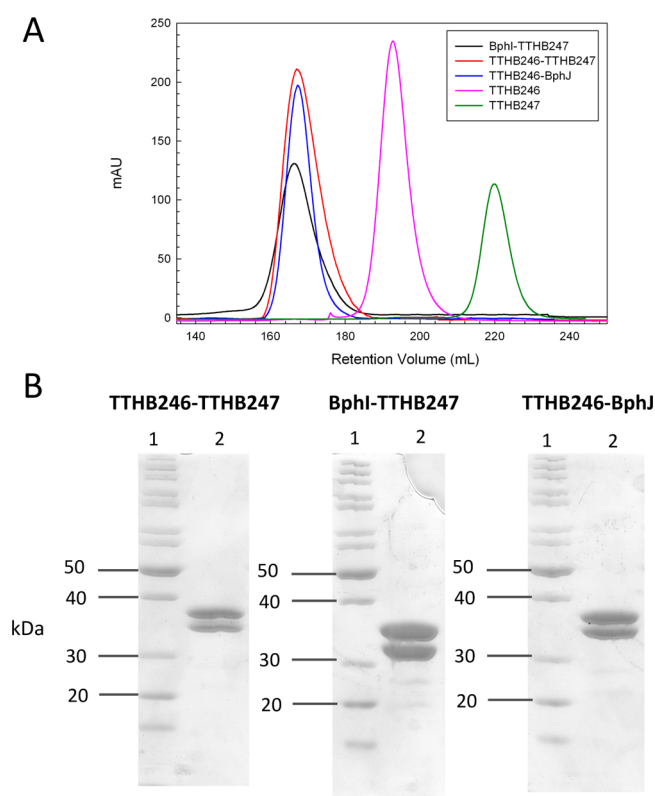 A
250
200
150
100
50
0
mAU
140 160 180 200 220 240
Retention Volume (mL)
BphI-TTHB247
TTHB246-TTHB247
TTHB246-BphJ
TTHB246
TTHB247
B
TTHB246-TTHB247 BphI-TTHB247 TTHB246-BphJ
1 2 1 2 1 2
50 50 50
40 40 40
kDa
30 30 30
20 20 20